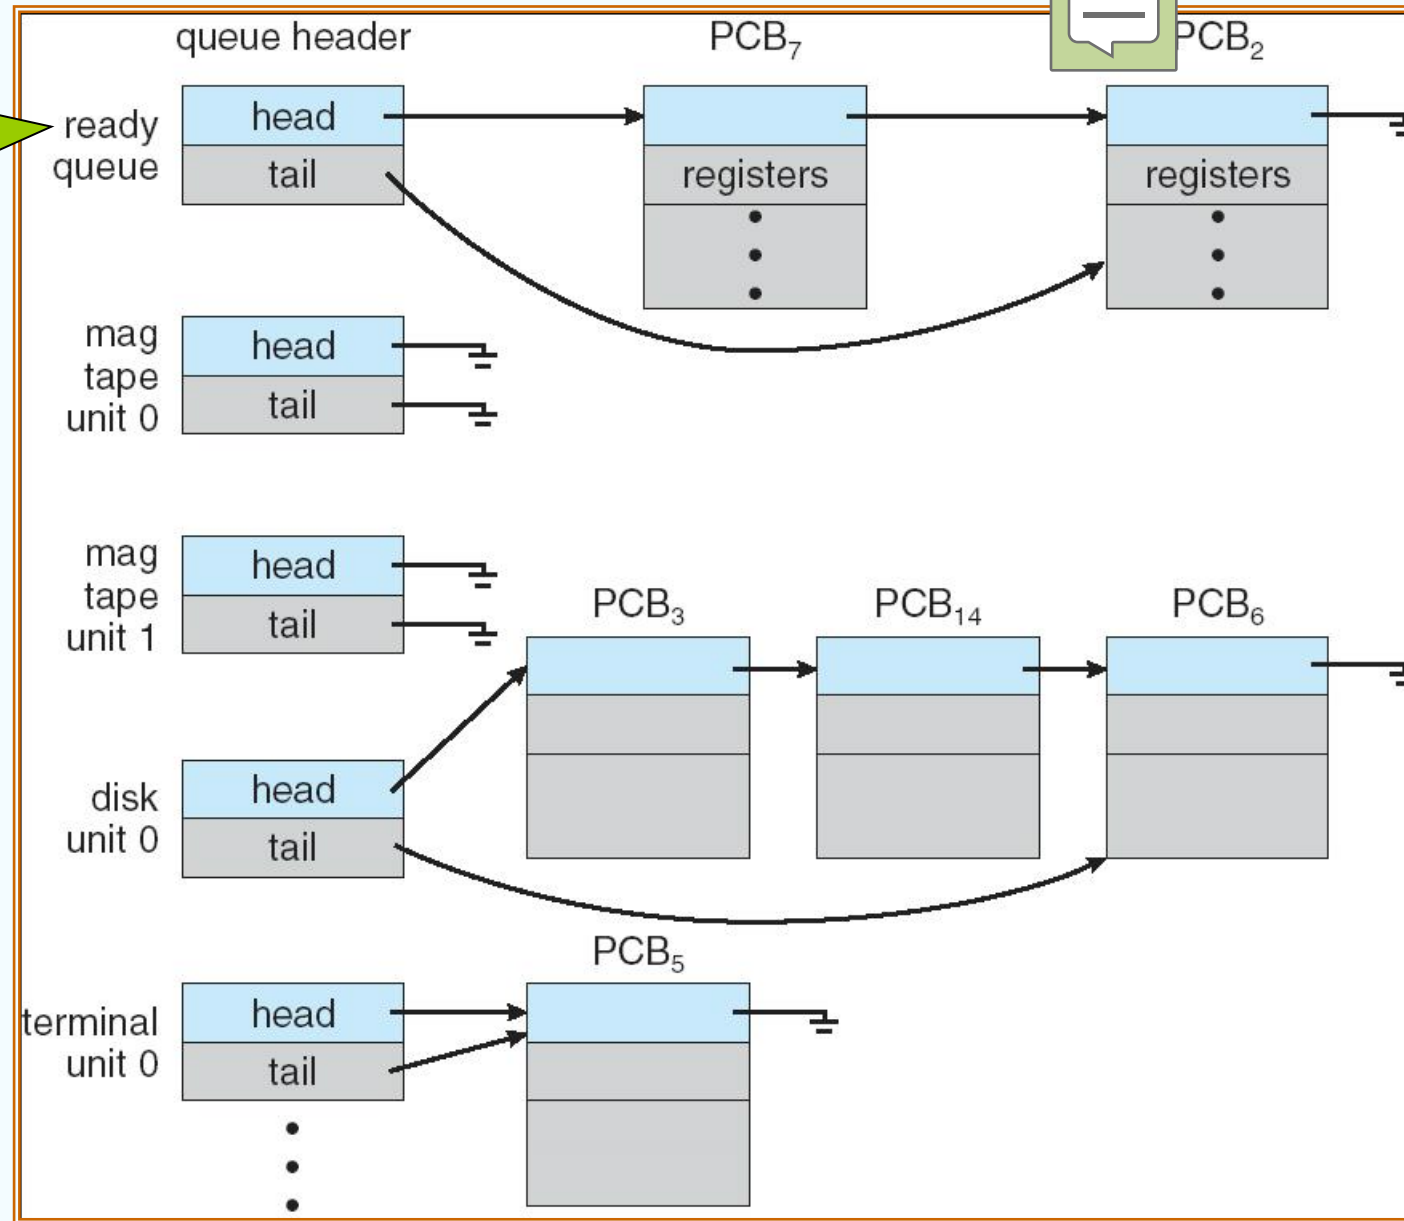 queue header
PCB₇
PCB₂
ready
queue
head
tail
registers
registers
mag
tape
unit 0
head
tail
mag
tape
unit 1
head
tail
PCB₃
PCB₁₄
PCB₆
disk
unit 0
head
tail
PCB₅
terminal
unit 0
head
tail